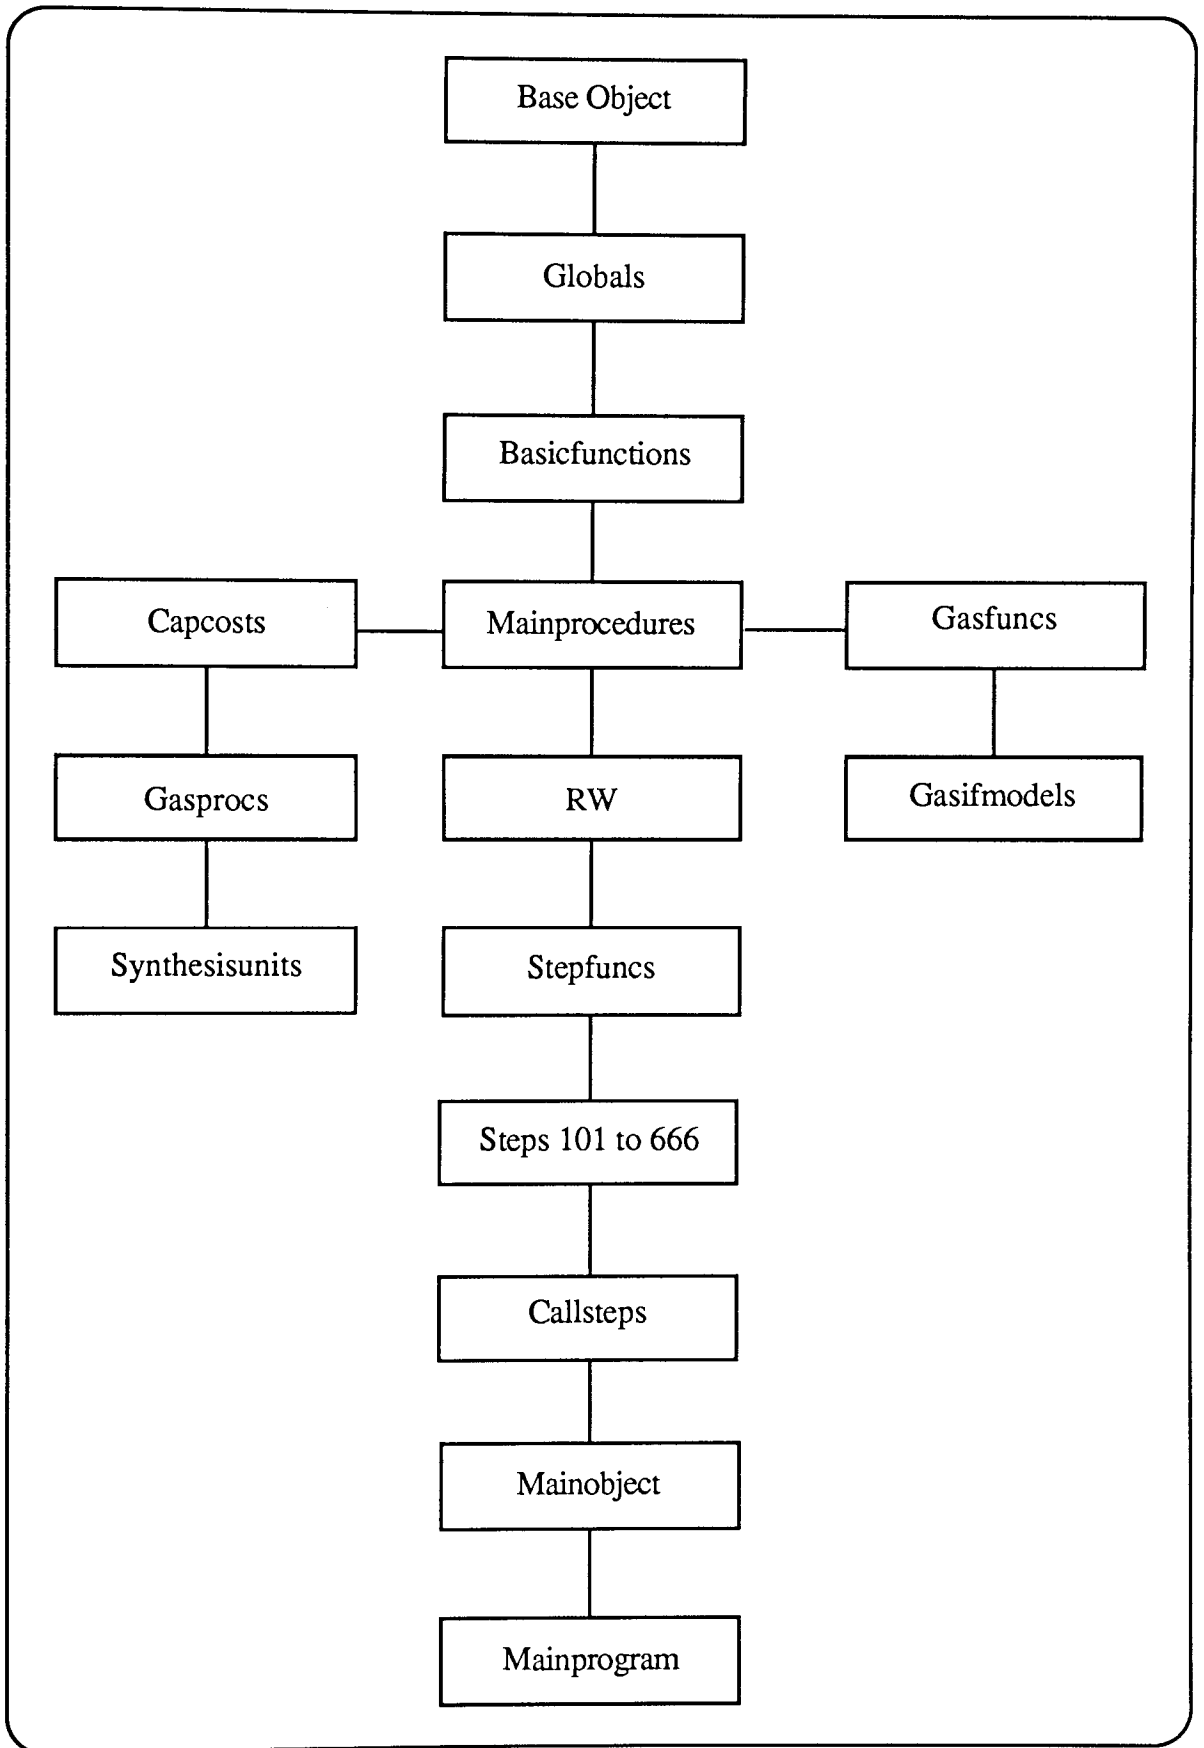 Base Object
Globals
Basicfunctions
Capcosts
Mainprocedures
Gasfuncs
Gasprocs
RW
Gasifmodels
Synthesisunits
Stepfuncs
Steps 101 to 666
Callsteps
Mainobject
Mainprogram